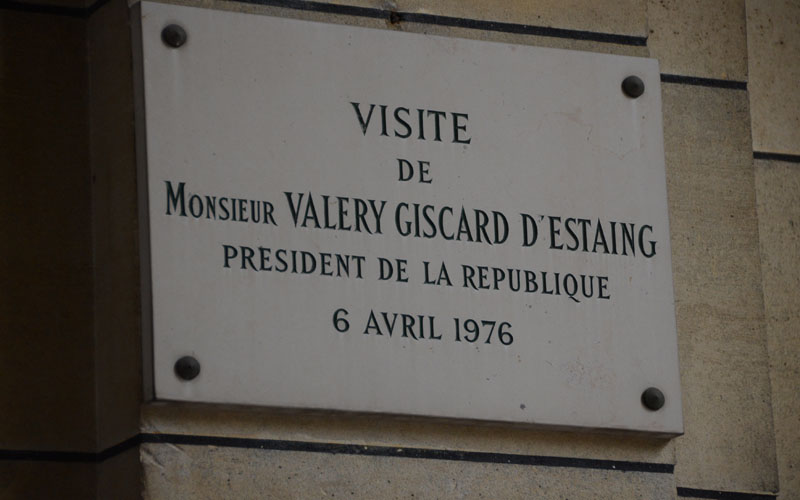 VISITE
DE
MONSIEUR VALERY GISCARD D'ESTAING
PRESIDENT DE LA REPUBLIQUE
6 AVRIL 1976